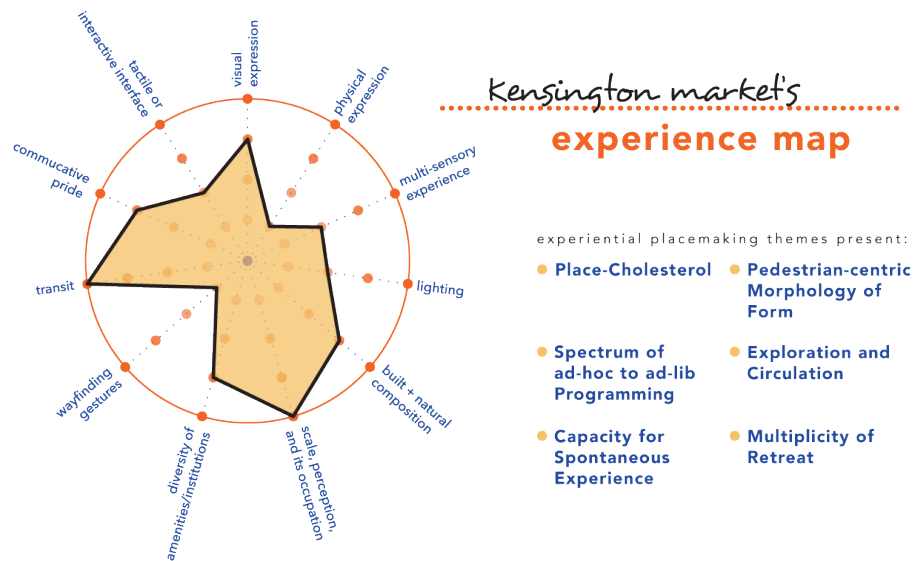 Kensington market's
experience map
visual
expression
physical
expression
multi-sensory
experience
lighting
built + natural
composition
scale, perception,
and its occupation
diversity of
amenities/institutions
wayfinding
gestures
transit
commucative
pride
tactile or
interactive interface
experiential placemaking themes present:
Place-Cholesterol
Pedestrian-centric
Morphology of
Form
Spectrum of
ad-hoc to ad-lib
Programming
Exploration and
Circulation
Capacity for
Spontaneous
Experience
Multiplicity of
Retreat